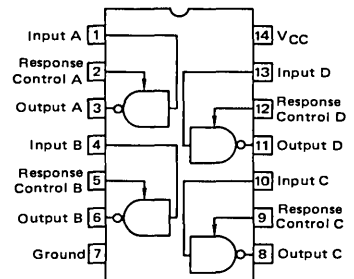 Input A 1
Response
Control A 2
Output A 3
Input B 4
Response
Control B 5
Output B 6
Ground 7
14 VCC
13 Input D
12 Response
Control D
11 Output D
10 Input C
9 Response
Control C
8 Output C